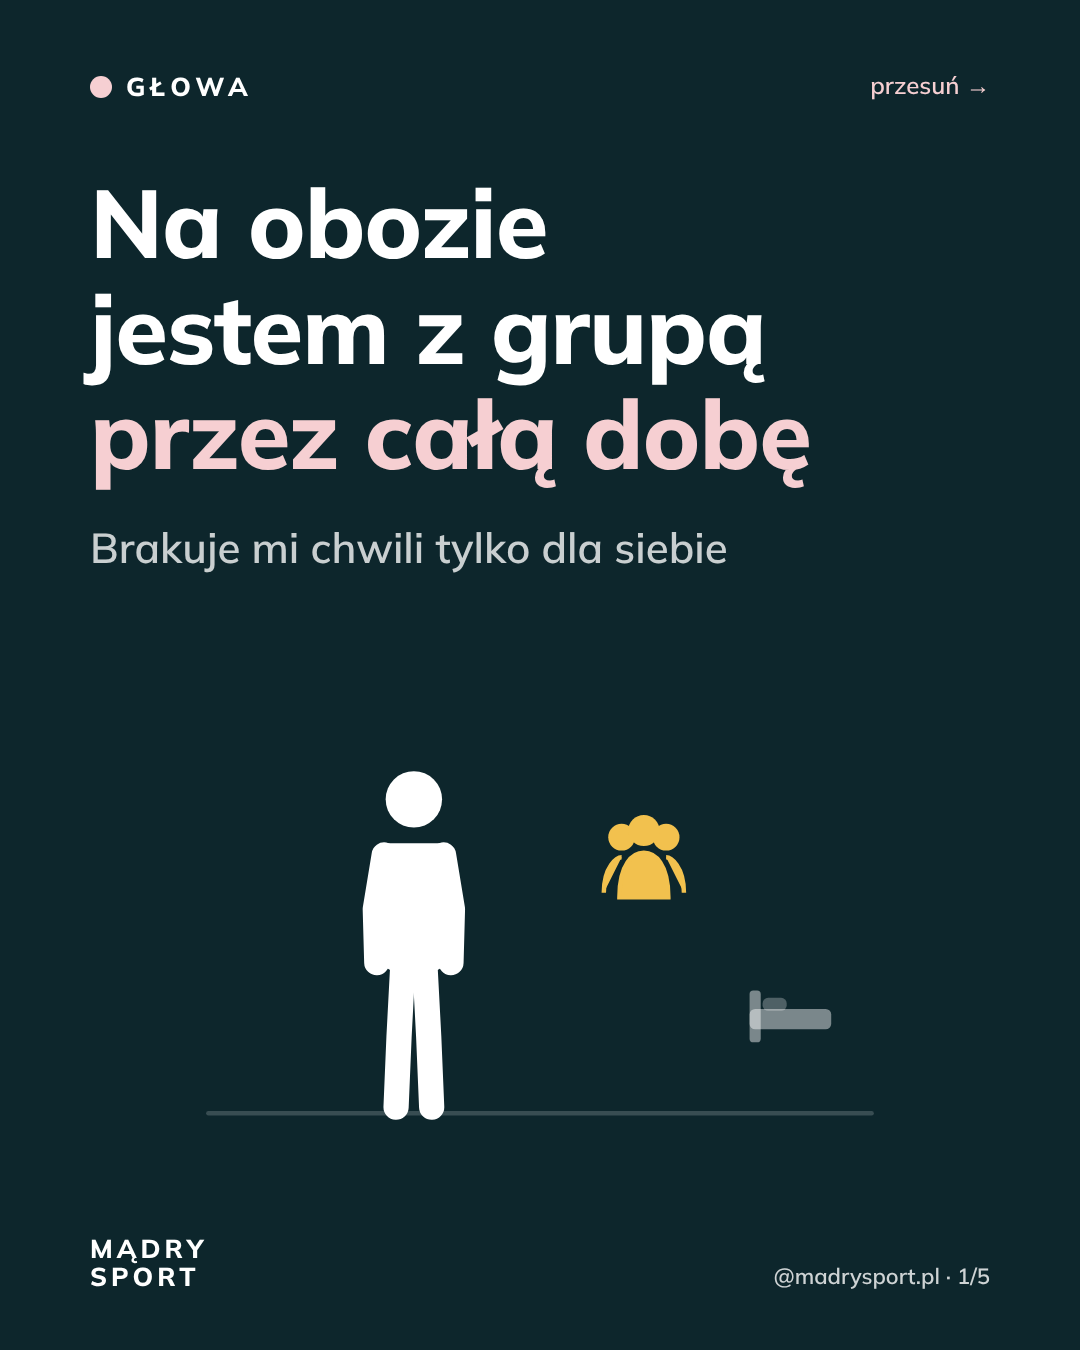 GŁOWA
przesuń →
Na obozie
jestem z grupą
przez całą dobę
Brakuje mi chwili tylko dla siebie
MĄDRY
SPORT
@madrysport.pl · 1/5